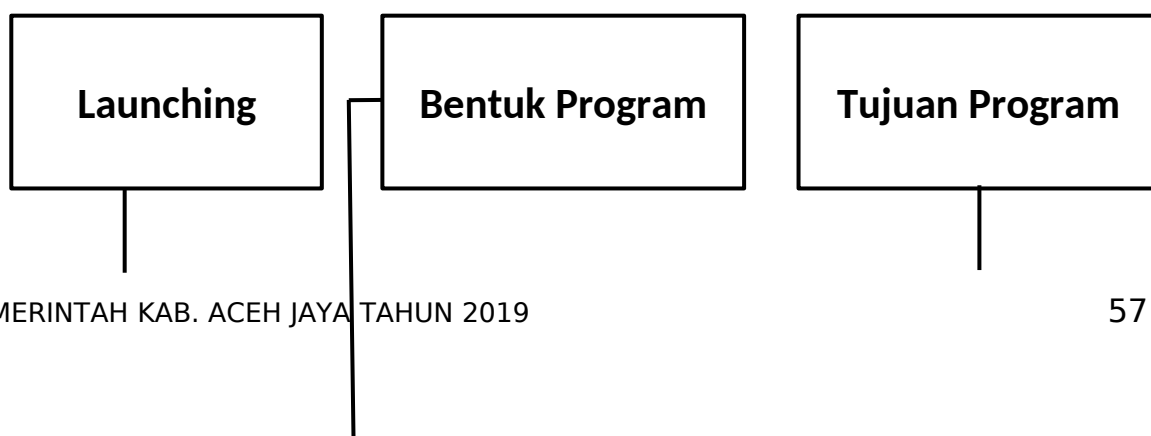 Launching
Bentuk Program
Tujuan Program
MERINTAH KAB. ACEH JAYA TAHUN 2019
57